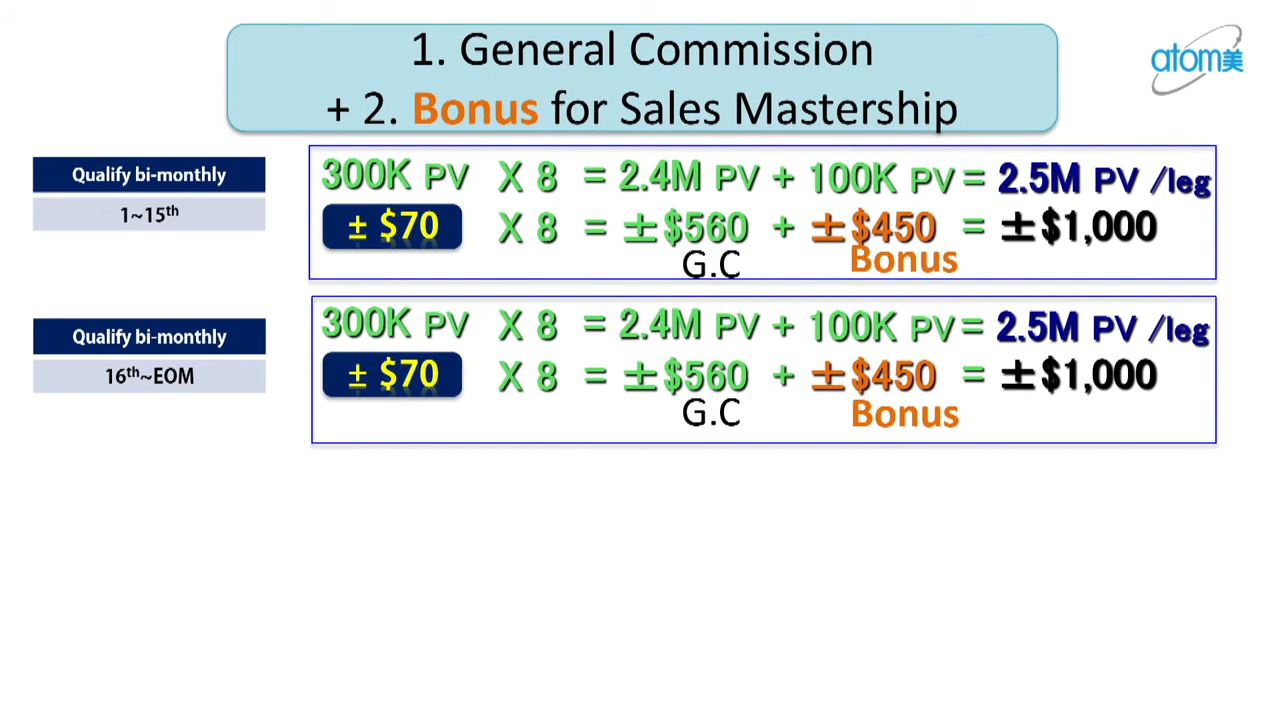 1. General Commission
+ 2. Bonus for Sales Mastership
atom美
Qualify bi-monthly
1~15th
300K PV X 8 = 2.4M PV + 100K PV = 2.5M PV /leg
± $70 X 8 = ±$560 + ±$450 = ±$1,000
G.C Bonus
Qualify bi-monthly
16th~EOM
300K PV X 8 = 2.4M PV + 100K PV = 2.5M PV /leg
± $70 X 8 = ±$560 + ±$450 = ±$1,000
G.C Bonus